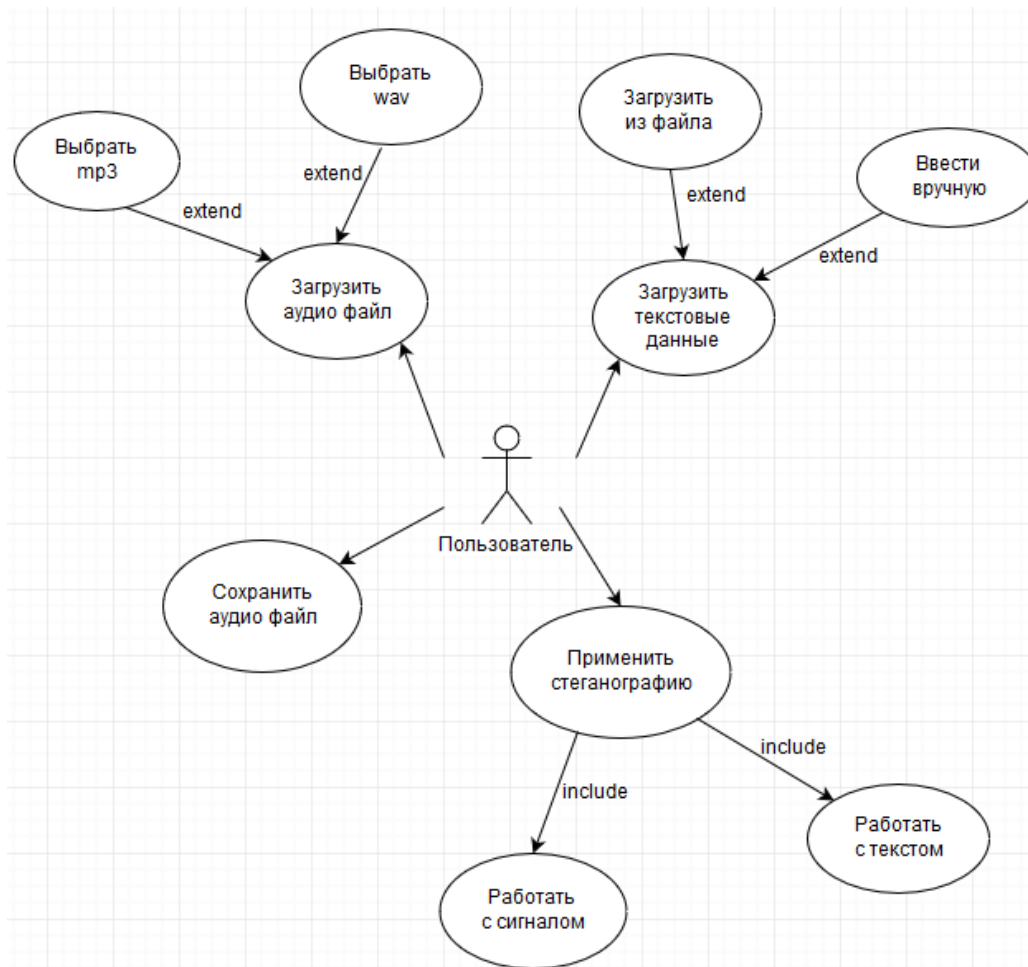 Выбрать
wav
Загрузить
из файла
Выбрать
mp3
Ввести
вручную
extend
extend
extend
extend
Загрузить
аудио файл
Загрузить
текстовые
данные
Пользователь
Сохранить
аудио файл
Применить
стеганографию
include
include
Работать
с текстом
Работать
с сигналом